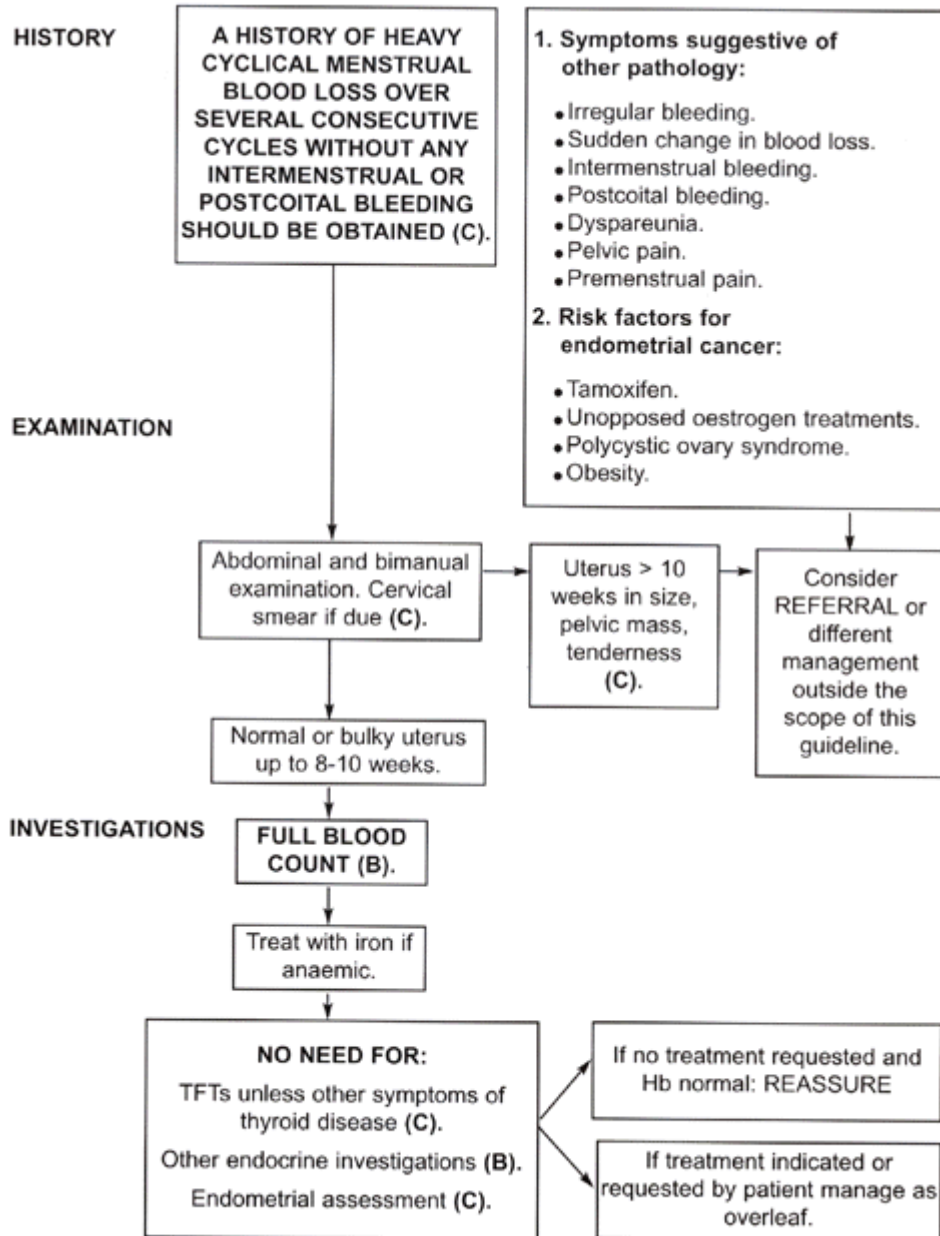 HISTORY
A HISTORY OF HEAVY
CYCLICAL MENSTRUAL
BLOOD LOSS OVER
SEVERAL CONSECUTIVE
CYCLES WITHOUT ANY
INTERMENSTRUAL OR
POSTCOITAL BLEEDING
SHOULD BE OBTAINED (C).
1. Symptoms suggestive of
other pathology:
• Irregular bleeding.
• Sudden change in blood loss.
• Intermenstrual bleeding.
• Postcoital bleeding.
• Dyspareunia.
• Pelvic pain.
• Premenstrual pain.
2. Risk factors for
endometrial cancer:
• Tamoxifen.
• Unopposed oestrogen treatments.
• Polycystic ovary syndrome.
• Obesity.
EXAMINATION
Abdominal and bimanual
examination. Cervical
smear if due (C).
Uterus > 10
weeks in size,
pelvic mass,
tenderness
(C).
Consider
REFERRAL or
different
management
outside the
scope of this
guideline.
Normal or bulky uterus
up to 8-10 weeks.
INVESTIGATIONS
FULL BLOOD
COUNT (B).
Treat with iron if
anaemic.
NO NEED FOR:
TFTs unless other symptoms of
thyroid disease (C).
Other endocrine investigations (B).
Endometrial assessment (C).
If no treatment requested and
Hb normal: REASSURE
If treatment indicated or
requested by patient manage as
overleaf.